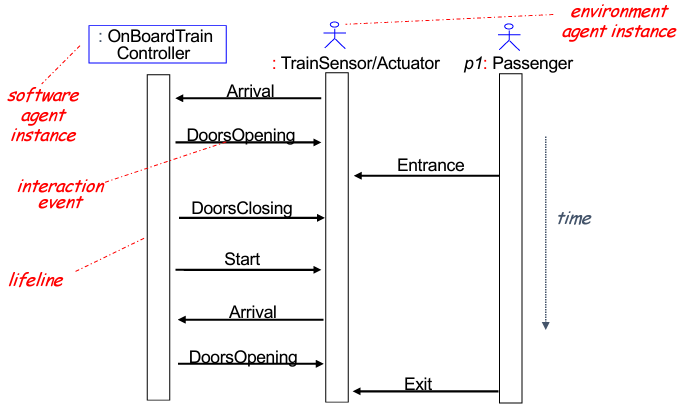 environment
agent instance
: OnBoardTrain
Controller
: TrainSensor/Actuator
p1: Passenger
software
agent
instance
Arrival
DoorsOpening
Entrance
interaction
event
DoorsClosing
time
Start
lifeline
Arrival
DoorsOpening
Exit